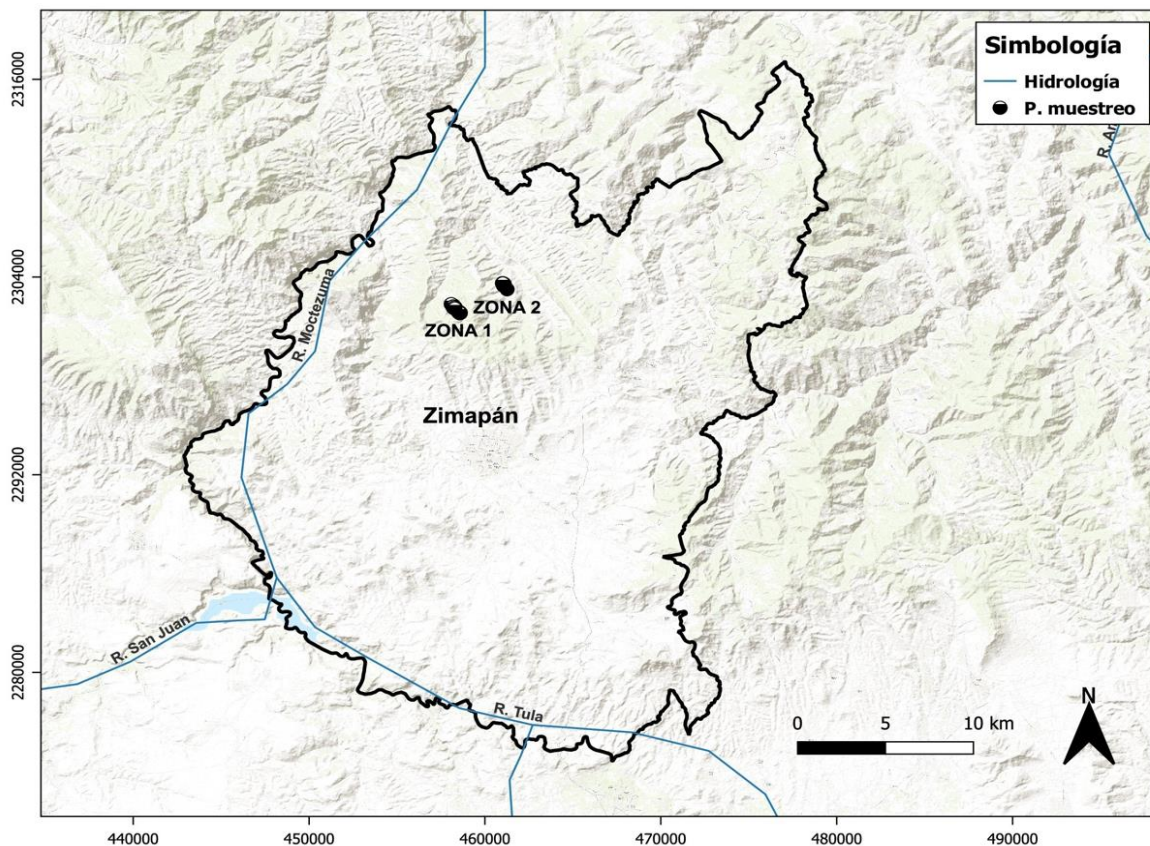 Simbología
Hidrología
P. muestreo
2316000
2304000
2292000
2280000
R. Moctezuma
ZONA 2
ZONA 1
Zimapán
R. San Juan
R. Tula
0 5 10 km
N
440000 450000 460000 470000 480000 490000